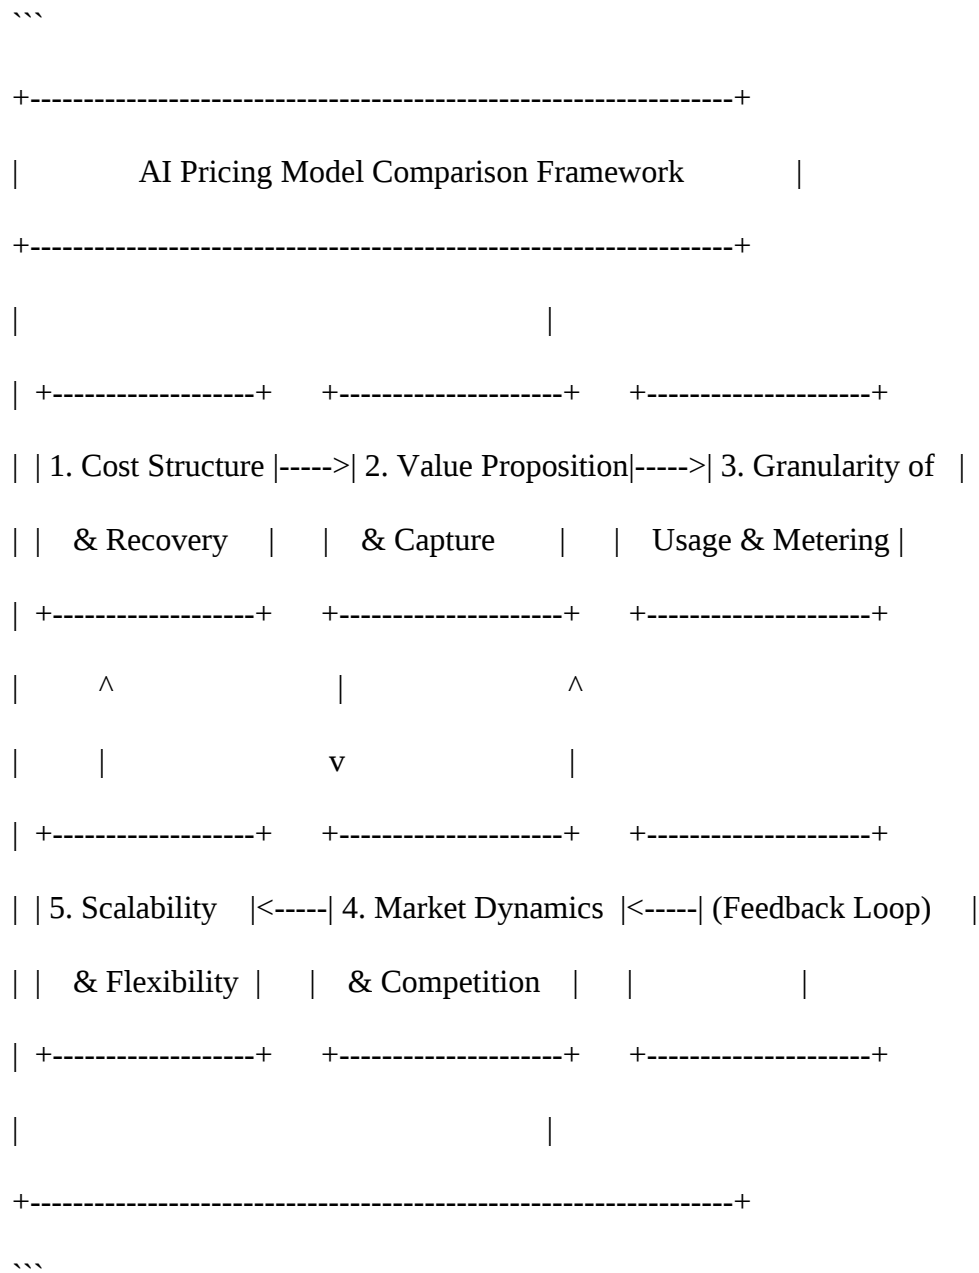 ```
+-----------------------------------------------------------------+
|               AI Pricing Model Comparison Framework              |
+-----------------------------------------------------------------+
|                                                                 |
|  +-------------------+      +---------------------+      +---------------------+
|  | 1. Cost Structure |----->| 2. Value Proposition|----->| 3. Granularity of   |
|  |    & Recovery     |      |    & Capture        |      |    Usage & Metering |
|  +-------------------+      +---------------------+      +---------------------+
|          ^                            |                            ^
|          |                            v                            |
|  +-------------------+      +---------------------+      +---------------------+
|  | 5. Scalability    |<-----| 4. Market Dynamics  |<-----| (Feedback Loop)     |
|  |    & Flexibility  |      |    & Competition    |      |                     |
|  +-------------------+      +---------------------+      +---------------------+
|                                                                 |
+-----------------------------------------------------------------+
```